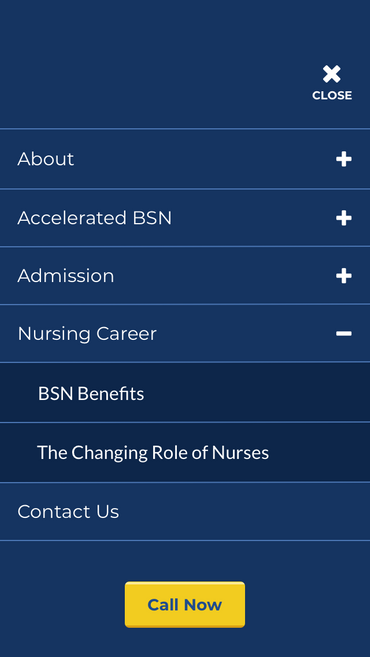 CLOSE
About
Accelerated BSN
Admission
Nursing Career
BSN Benefits
The Changing Role of Nurses
Contact Us
Call Now